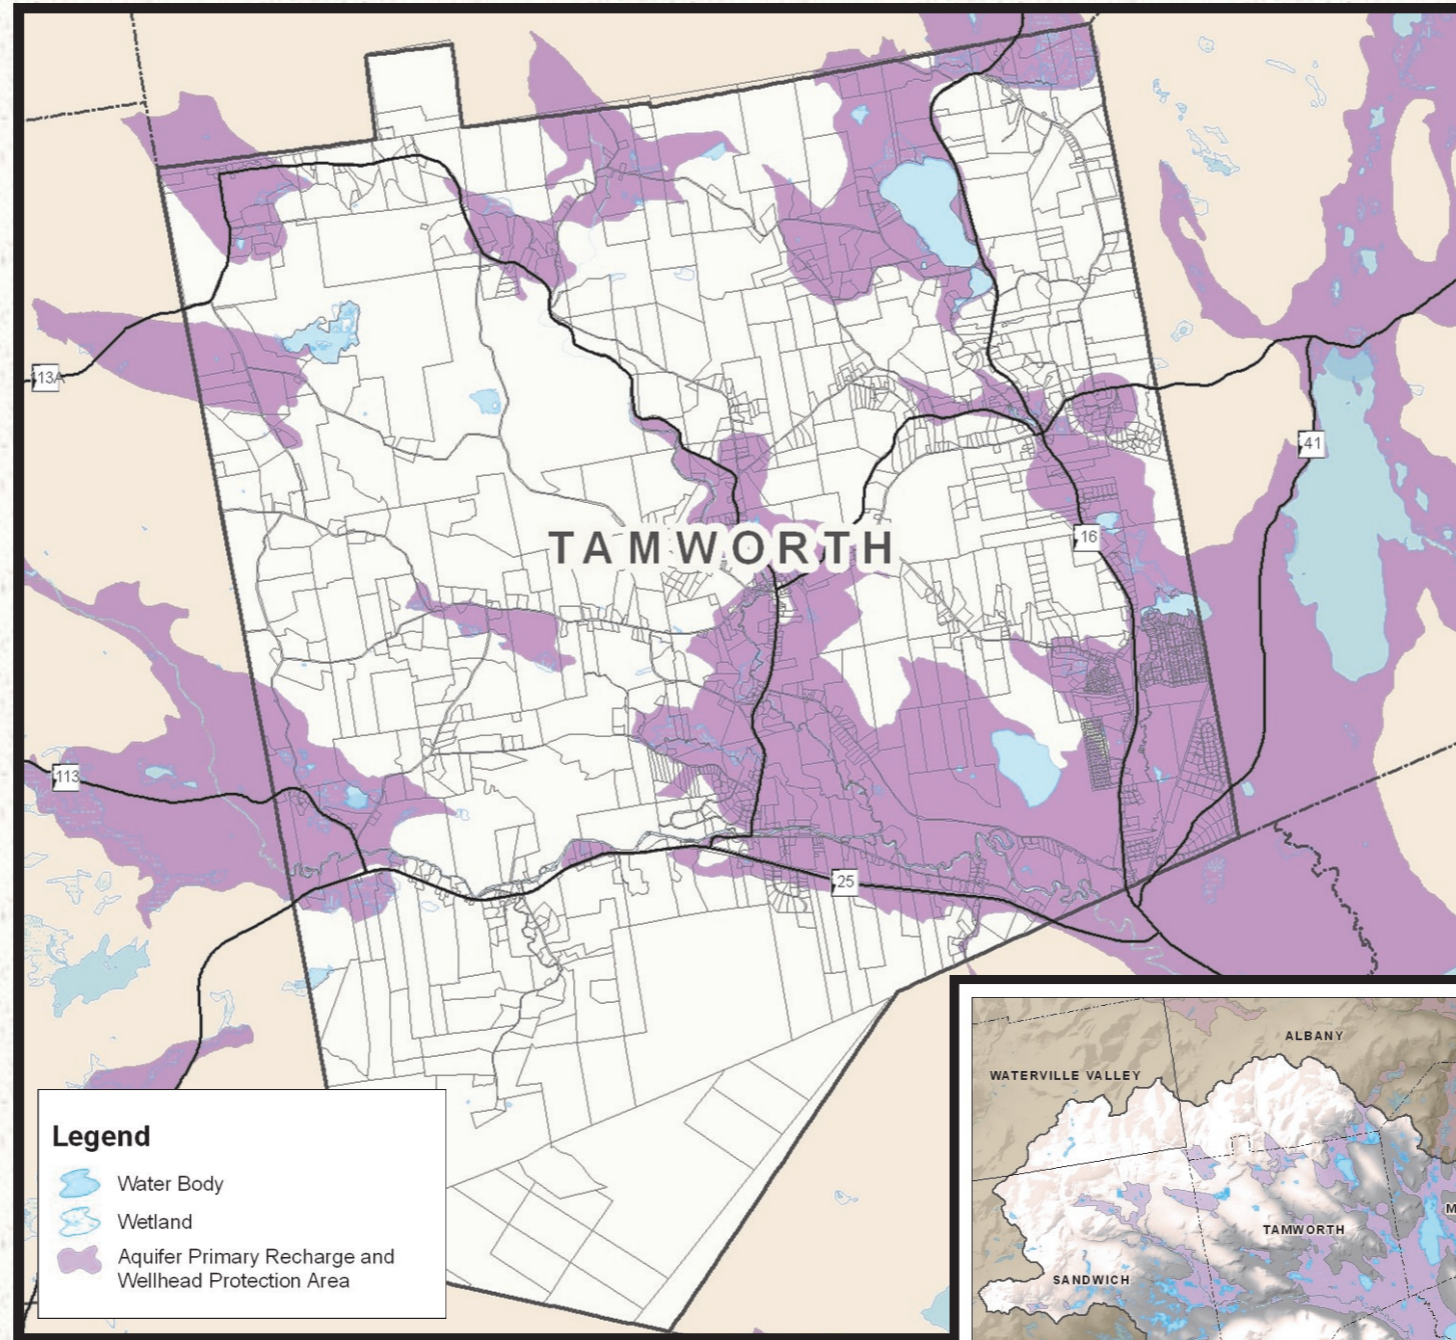 TAMWORTH
113A
41
16
113
25
Legend
Water Body
Wetland
Aquifer Primary Recharge and
Wellhead Protection Area
ALBANY
WATERVILLE VALLEY
TAMWORTH
SANDWICH
M